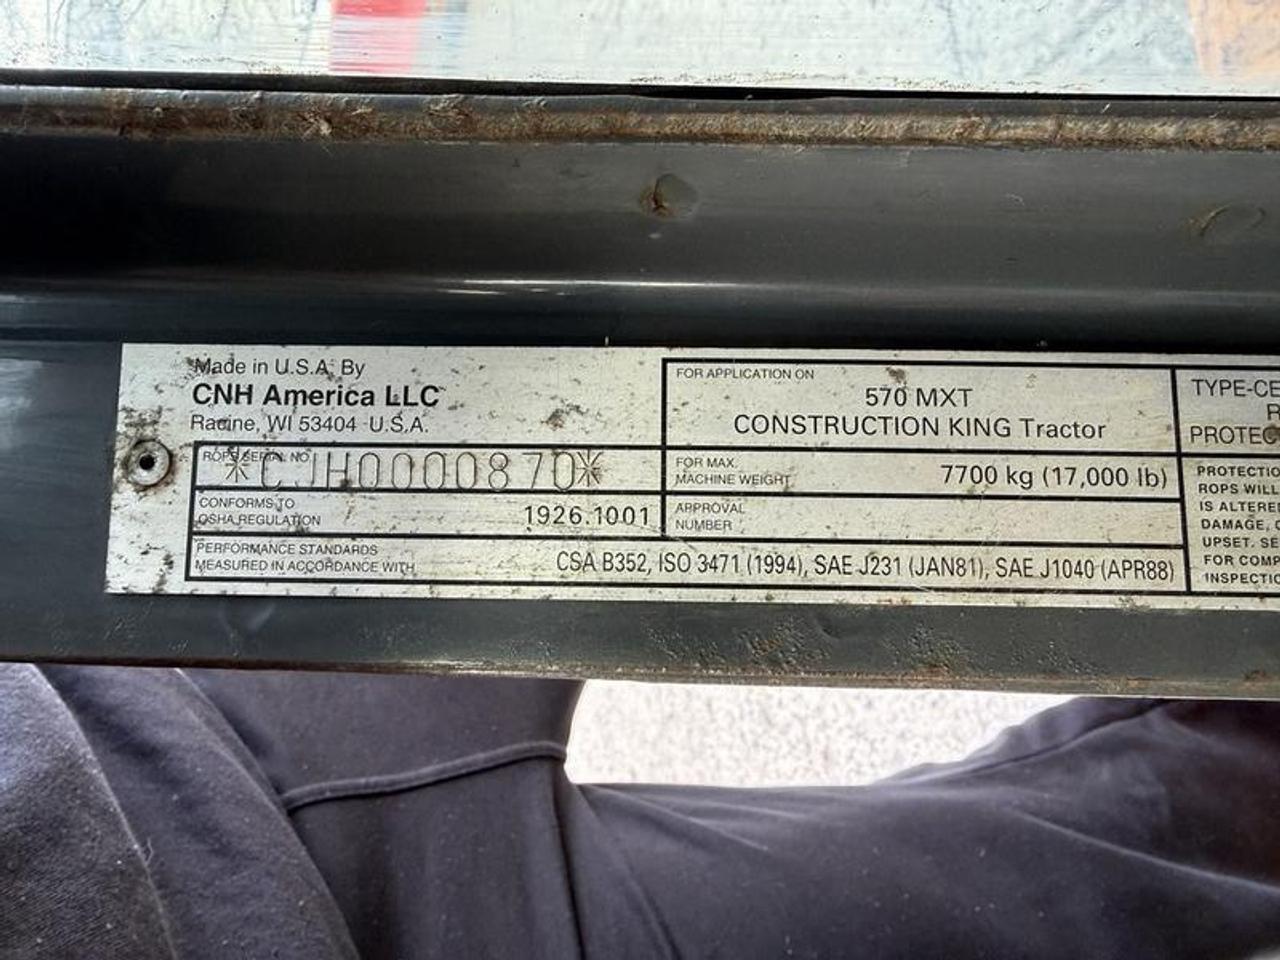 Made in U.S.A. By
CNH America LLC
Racine, WI 53404 U.S.A.
ROPS SERIAL NO
*CJH0000870*
CONFORMS TO
OSHA REGULATION
1926.1001
PERFORMANCE STANDARDS
MEASURED IN ACCORDANCE WITH
CSA B352, ISO 3471 (1994), SAE J231 (JAN81), SAE J1040 (APR88)
FOR APPLICATION ON
570 MXT
CONSTRUCTION KING Tractor
FOR MAX.
MACHINE WEIGHT
7700 kg (17,000 lb)
APPROVAL
NUMBER
TYPE-CE
R
PROTEC
PROTECTIO
ROPS WILL
IS ALTERE
DAMAGE, 
UPSET. SE
FOR COMP
INSPECTIO